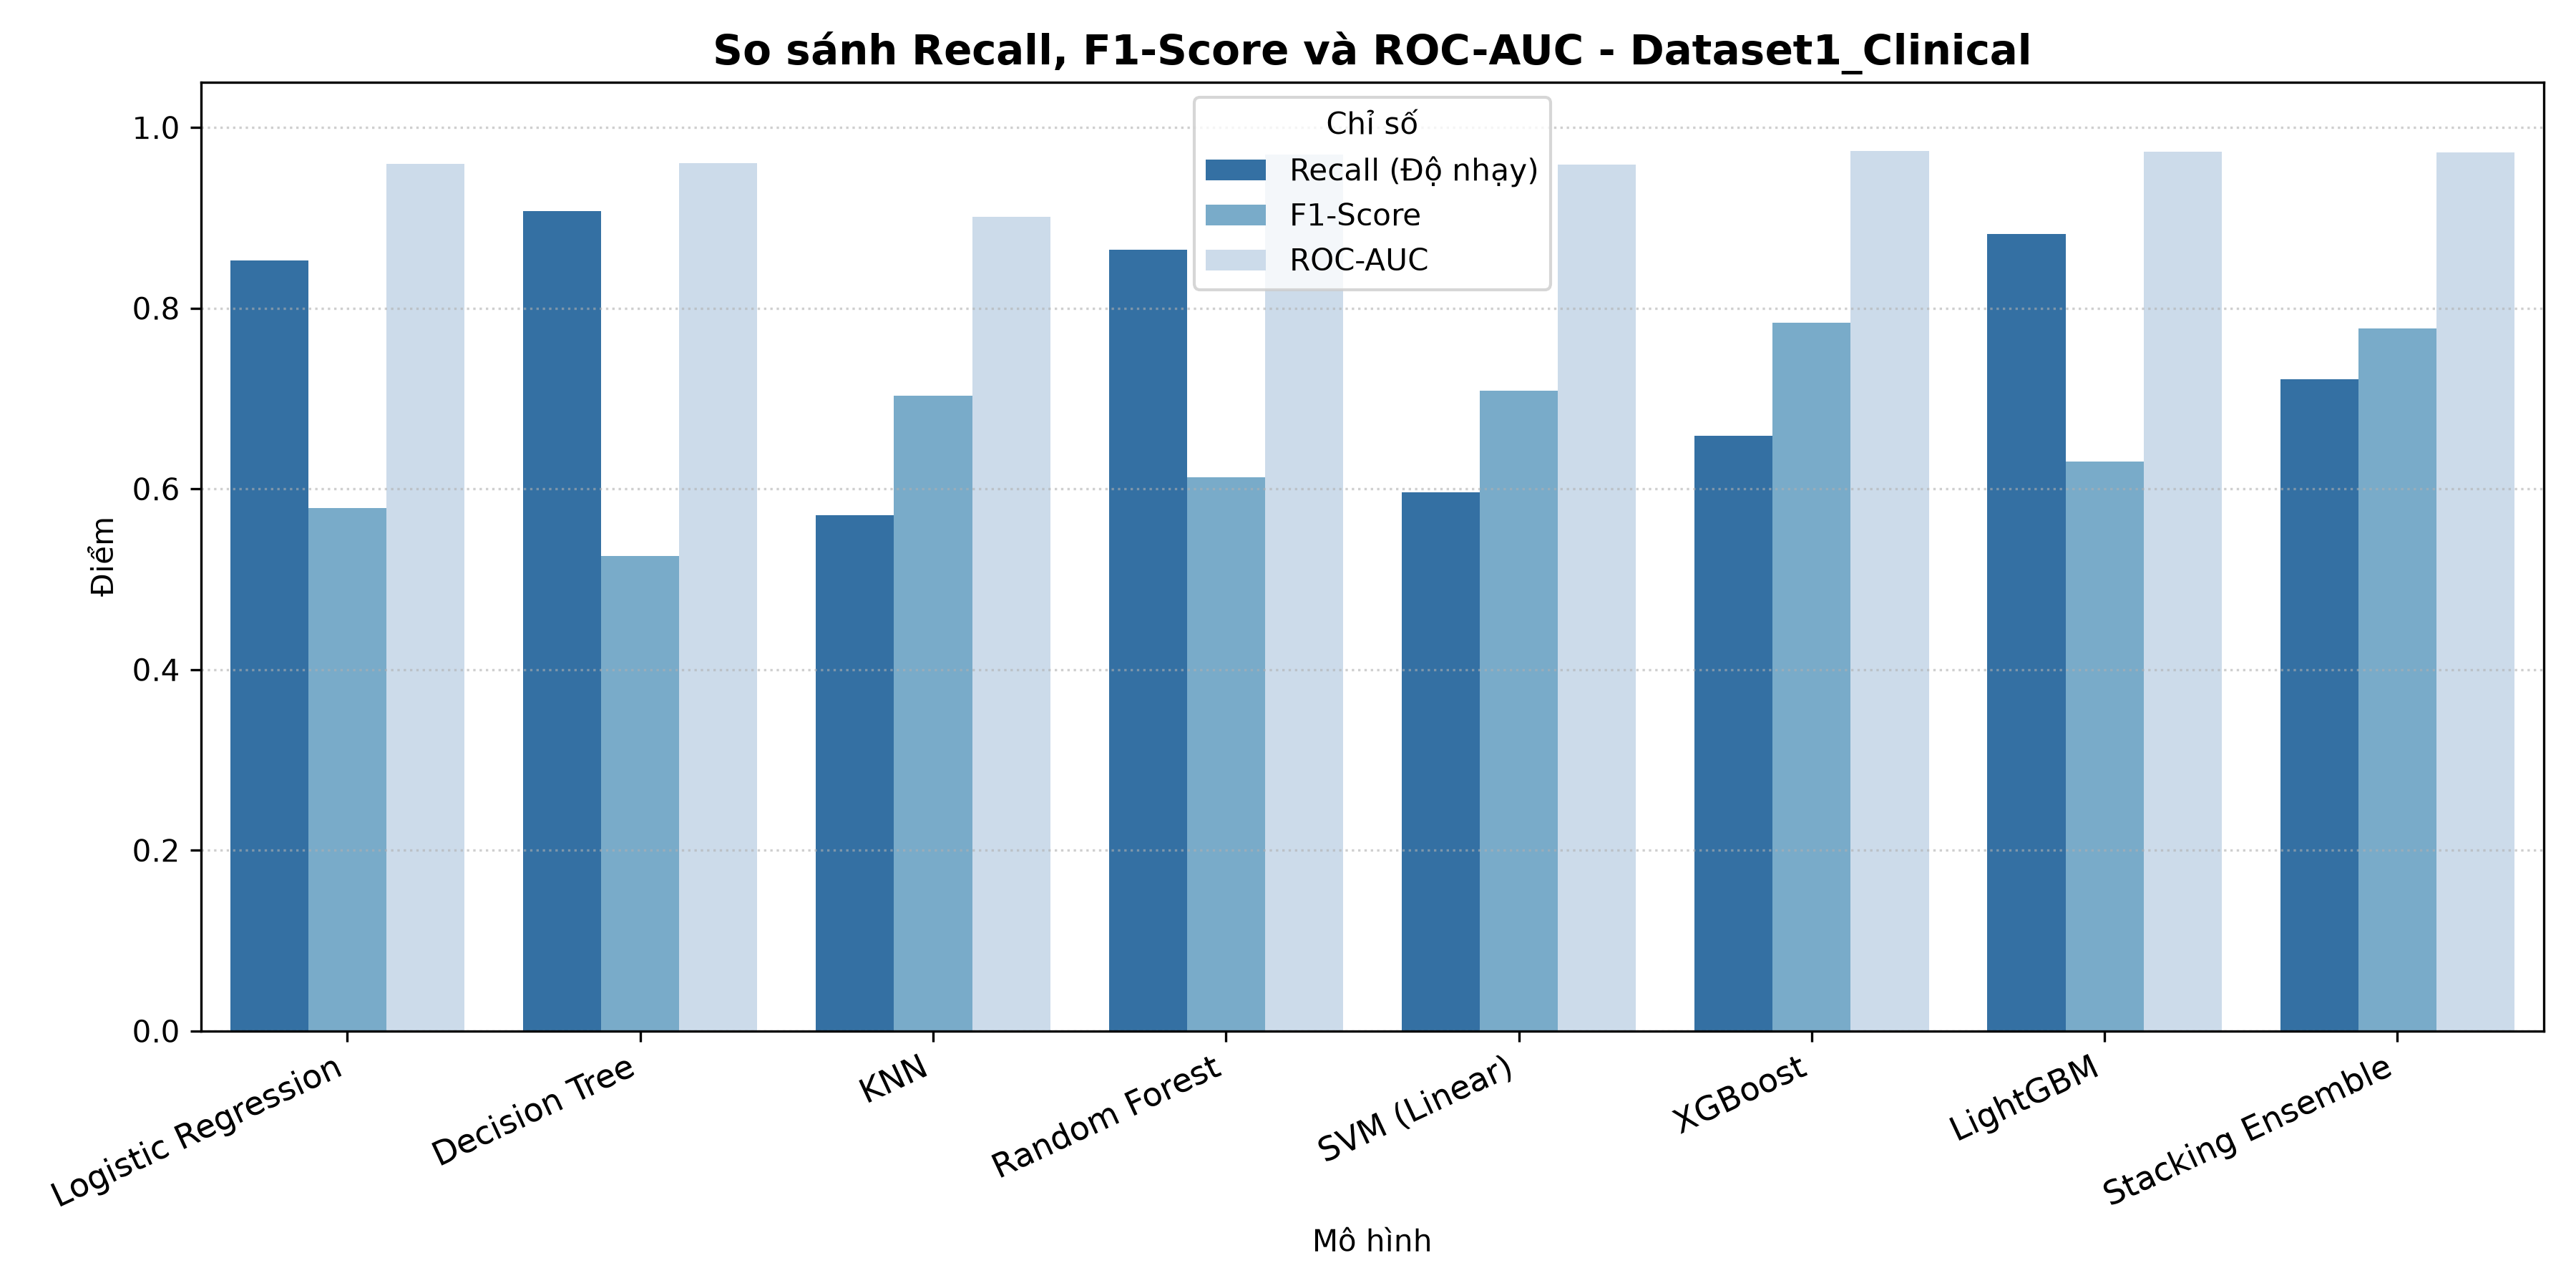 So sánh Recall, F1-Score và ROC-AUC - Dataset1_Clinical
Chỉ số
Recall (Độ nhạy)
F1-Score
ROC-AUC
Điểm
1.0
0.8
0.6
0.4
0.2
0.0
Logistic Regression
Decision Tree
KNN
Random Forest
SVM (Linear)
XGBoost
LightGBM
Stacking Ensemble
Mô hình